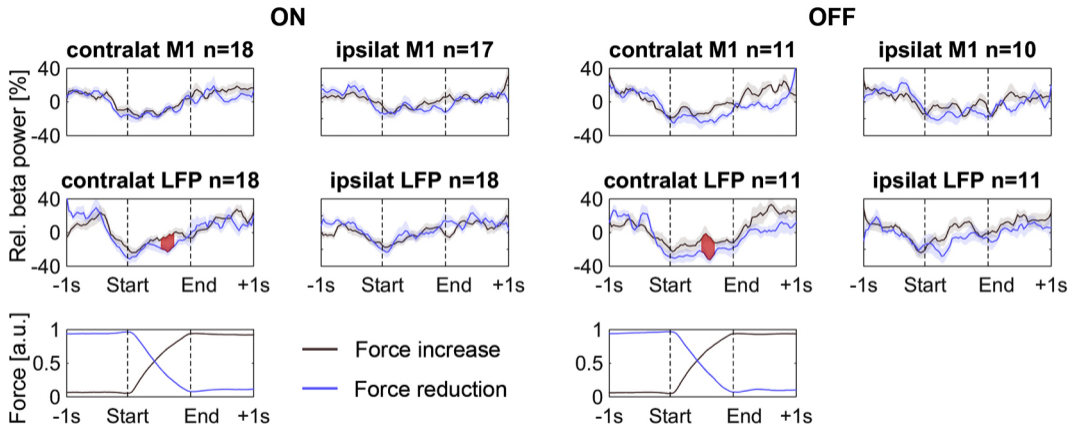 ON OFF
contralat M1 n=18 ipsilat M1 n=17 contralat M1 n=11 ipsilat M1 n=10
Rel. beta power [%]
40 40
0 0
-40 -40
contralat LFP n=18 ipsilat LFP n=18 contralat LFP n=11 ipsilat LFP n=11
40 40
0 0
-40 -40
-1s Start End +1s -1s Start End +1s -1s Start End +1s -1s Start End +1s
Force [a.u.]
1 1
0.5 Force increase 0.5
Force reduction
0 0
-1s Start End +1s -1s Start End +1s